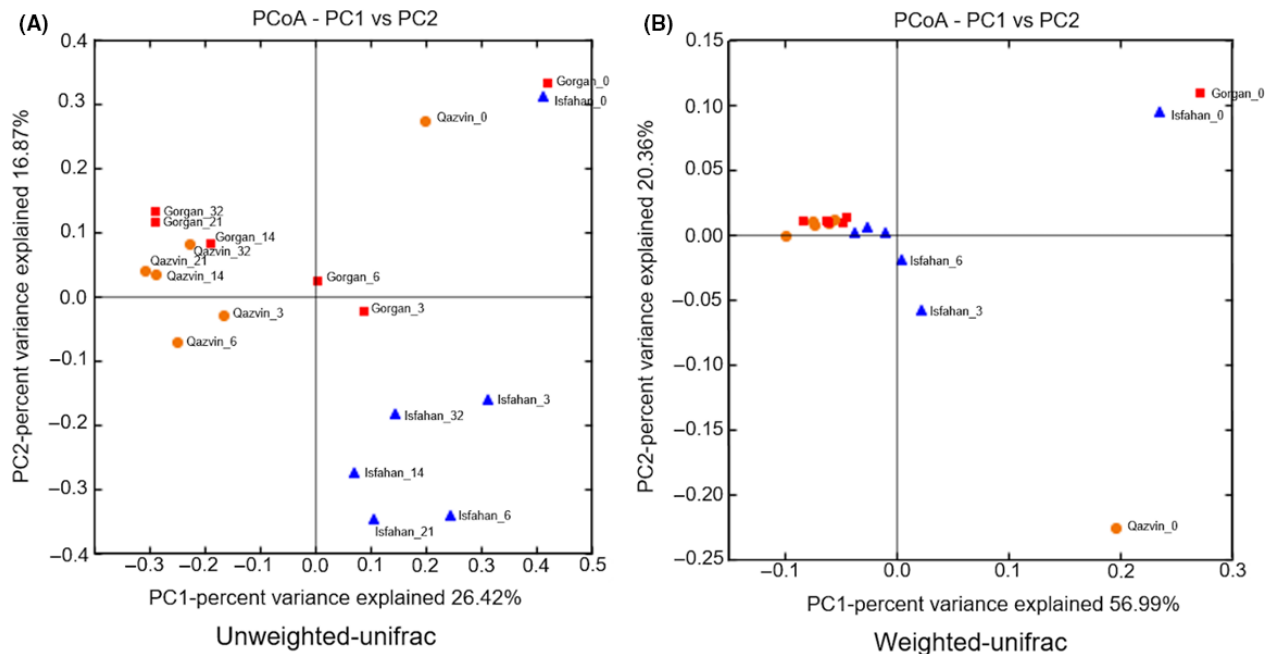 (A)
PCoA - PC1 vs PC2
0.4
0.3
0.2
0.1
0.0
–0.1
–0.2
–0.3
–0.4
PC2-percent variance explained 16.87%
Gorgan_0
Isfahan_0
Qazvin_0
Gorgan_32
Gorgan_21
Gorgan_14
Qazvin_32
Qazvin_21
Qazvin_14
Gorgan_6
Gorgan_3
Qazvin_3
Qazvin_6
Isfahan_3
Isfahan_32
Isfahan_14
Isfahan_6
Isfahan_21
–0.3 –0.2 –0.1 0.0 0.1 0.2 0.3 0.4 0.5
PC1-percent variance explained 26.42%
Unweighted-unifrac
(B)
PCoA - PC1 vs PC2
0.10
0.05
0.00
–0.05
–0.10
–0.15
–0.20
–0.25
PC2-percent variance explained 20.36%
Gorgan_0
Isfahan_0
Isfahan_6
Isfahan_3
Qazvin_0
–0.1 0.0 0.1 0.2 0.3
PC1-percent variance explained 56.99%
Weighted-unifrac